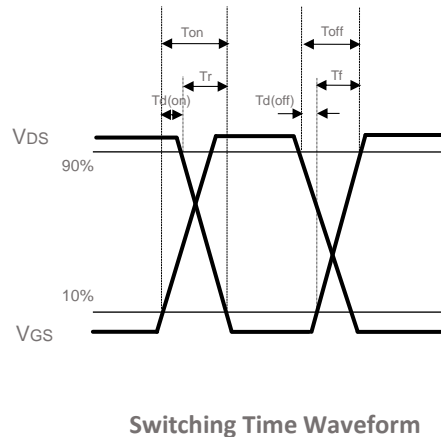 Ton
Toff
Tr
Tf
Td(on)
Td(off)
VDS
90%
10%
VGS
Switching Time Waveform